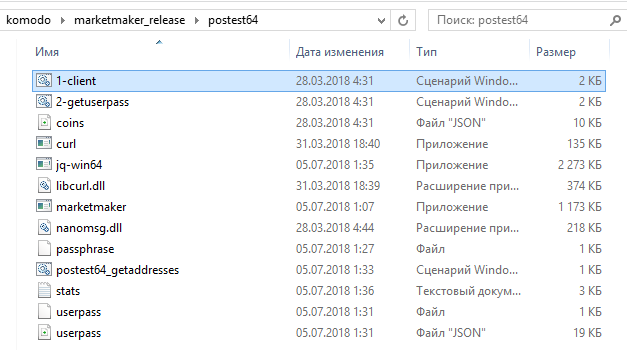 komodo › marketmaker_release › postest64
Поиск: postest64
Имя Дата изменения Тип Размер
1-client 28.03.2018 4:31 Сценарий Windo... 2 КБ
2-getuserpass 28.03.2018 4:31 Сценарий Windo... 2 КБ
coins 28.03.2018 4:31 Файл "JSON" 10 КБ
curl 31.03.2018 18:40 Приложение 135 КБ
jq-win64 05.07.2018 1:35 Приложение 2 273 КБ
libcurl.dll 31.03.2018 18:39 Расширение при... 374 КБ
marketmaker 05.07.2018 1:07 Приложение 1 173 КБ
nanomsg.dll 28.03.2018 4:44 Расширение при... 218 КБ
passphrase 05.07.2018 1:27 Файл 1 КБ
postest64_getaddresses 05.07.2018 1:33 Сценарий Windo... 1 КБ
stats 05.07.2018 1:36 Текстовый докум... 3 КБ
userpass 05.07.2018 1:31 Файл 1 КБ
userpass 05.07.2018 1:31 Файл "JSON" 19 КБ